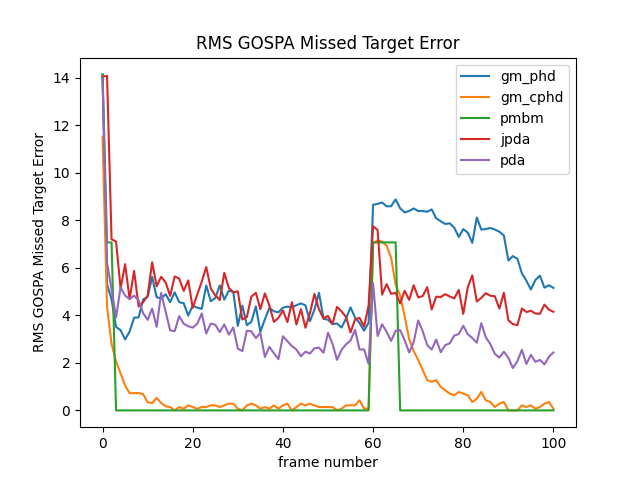 RMS GOSPA Missed Target Error
RMS GOSPA Missed Target Error
14
12
10
8
6
4
2
0
gm_phd
gm_cphd
pmbm
jpda
pda
0 20 40 60 80 100
frame number